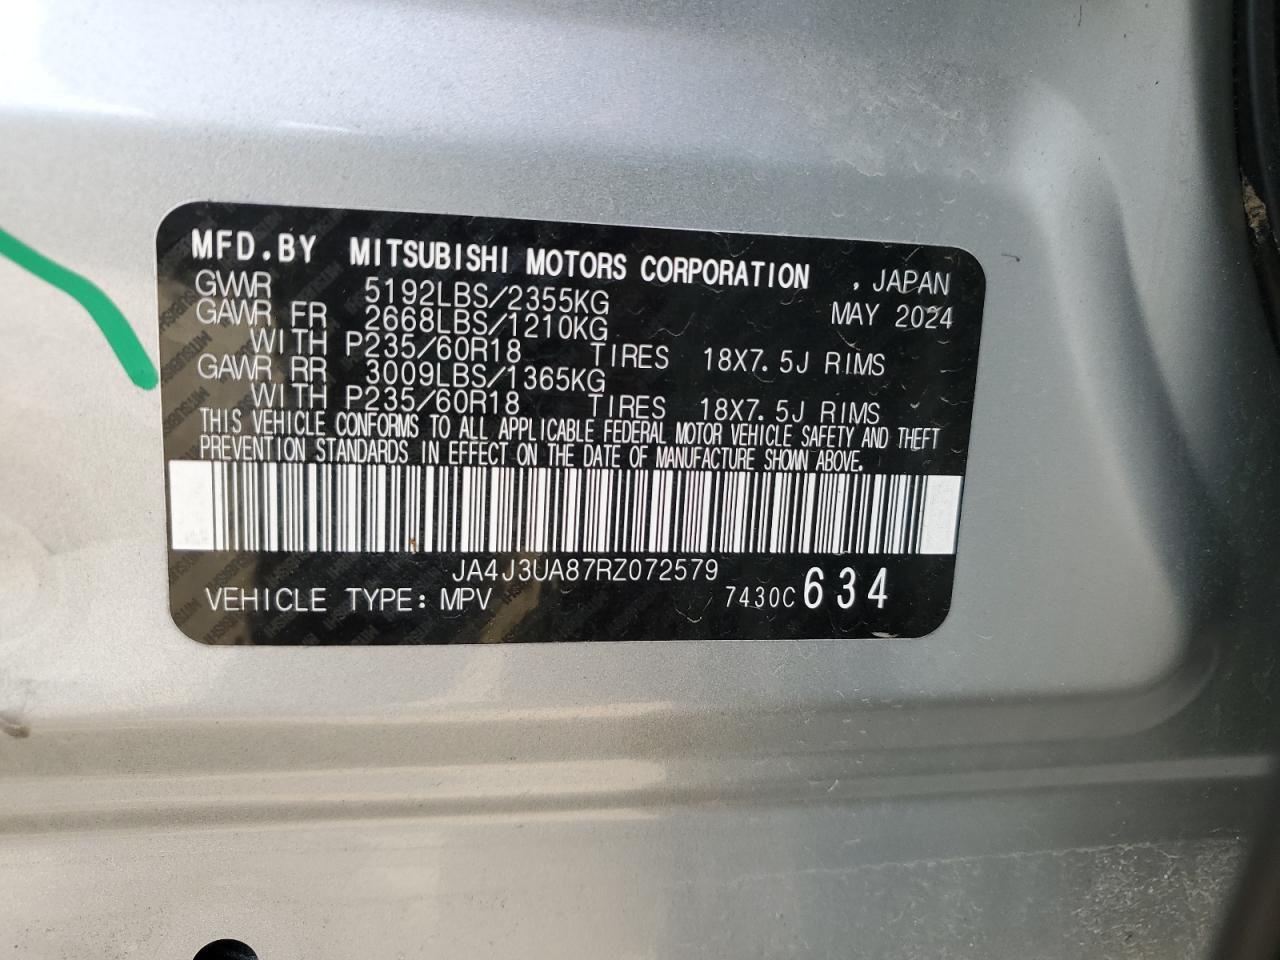 MFD.BY MITSUBISHI MOTORS CORPORATION , JAPAN
GVWR 5192LBS/2355KG MAY 2024
GAWR FR 2668LBS/1210KG
WITH P235/60R18 TIRES 18X7.5J RIMS
GAWR RR 3009LBS/1365KG
WITH P235/60R18 TIRES 18X7.5J RIMS
THIS VEHICLE CONFORMS TO ALL APPLICABLE FEDERAL MOTOR VEHICLE SAFETY AND THEFT
PREVENTION STANDARDS IN EFFECT ON THE DATE OF MANUFACTURE SHOWN ABOVE.
JA4J3UA87RZ072579
VEHICLE TYPE: MPV 7430C 634